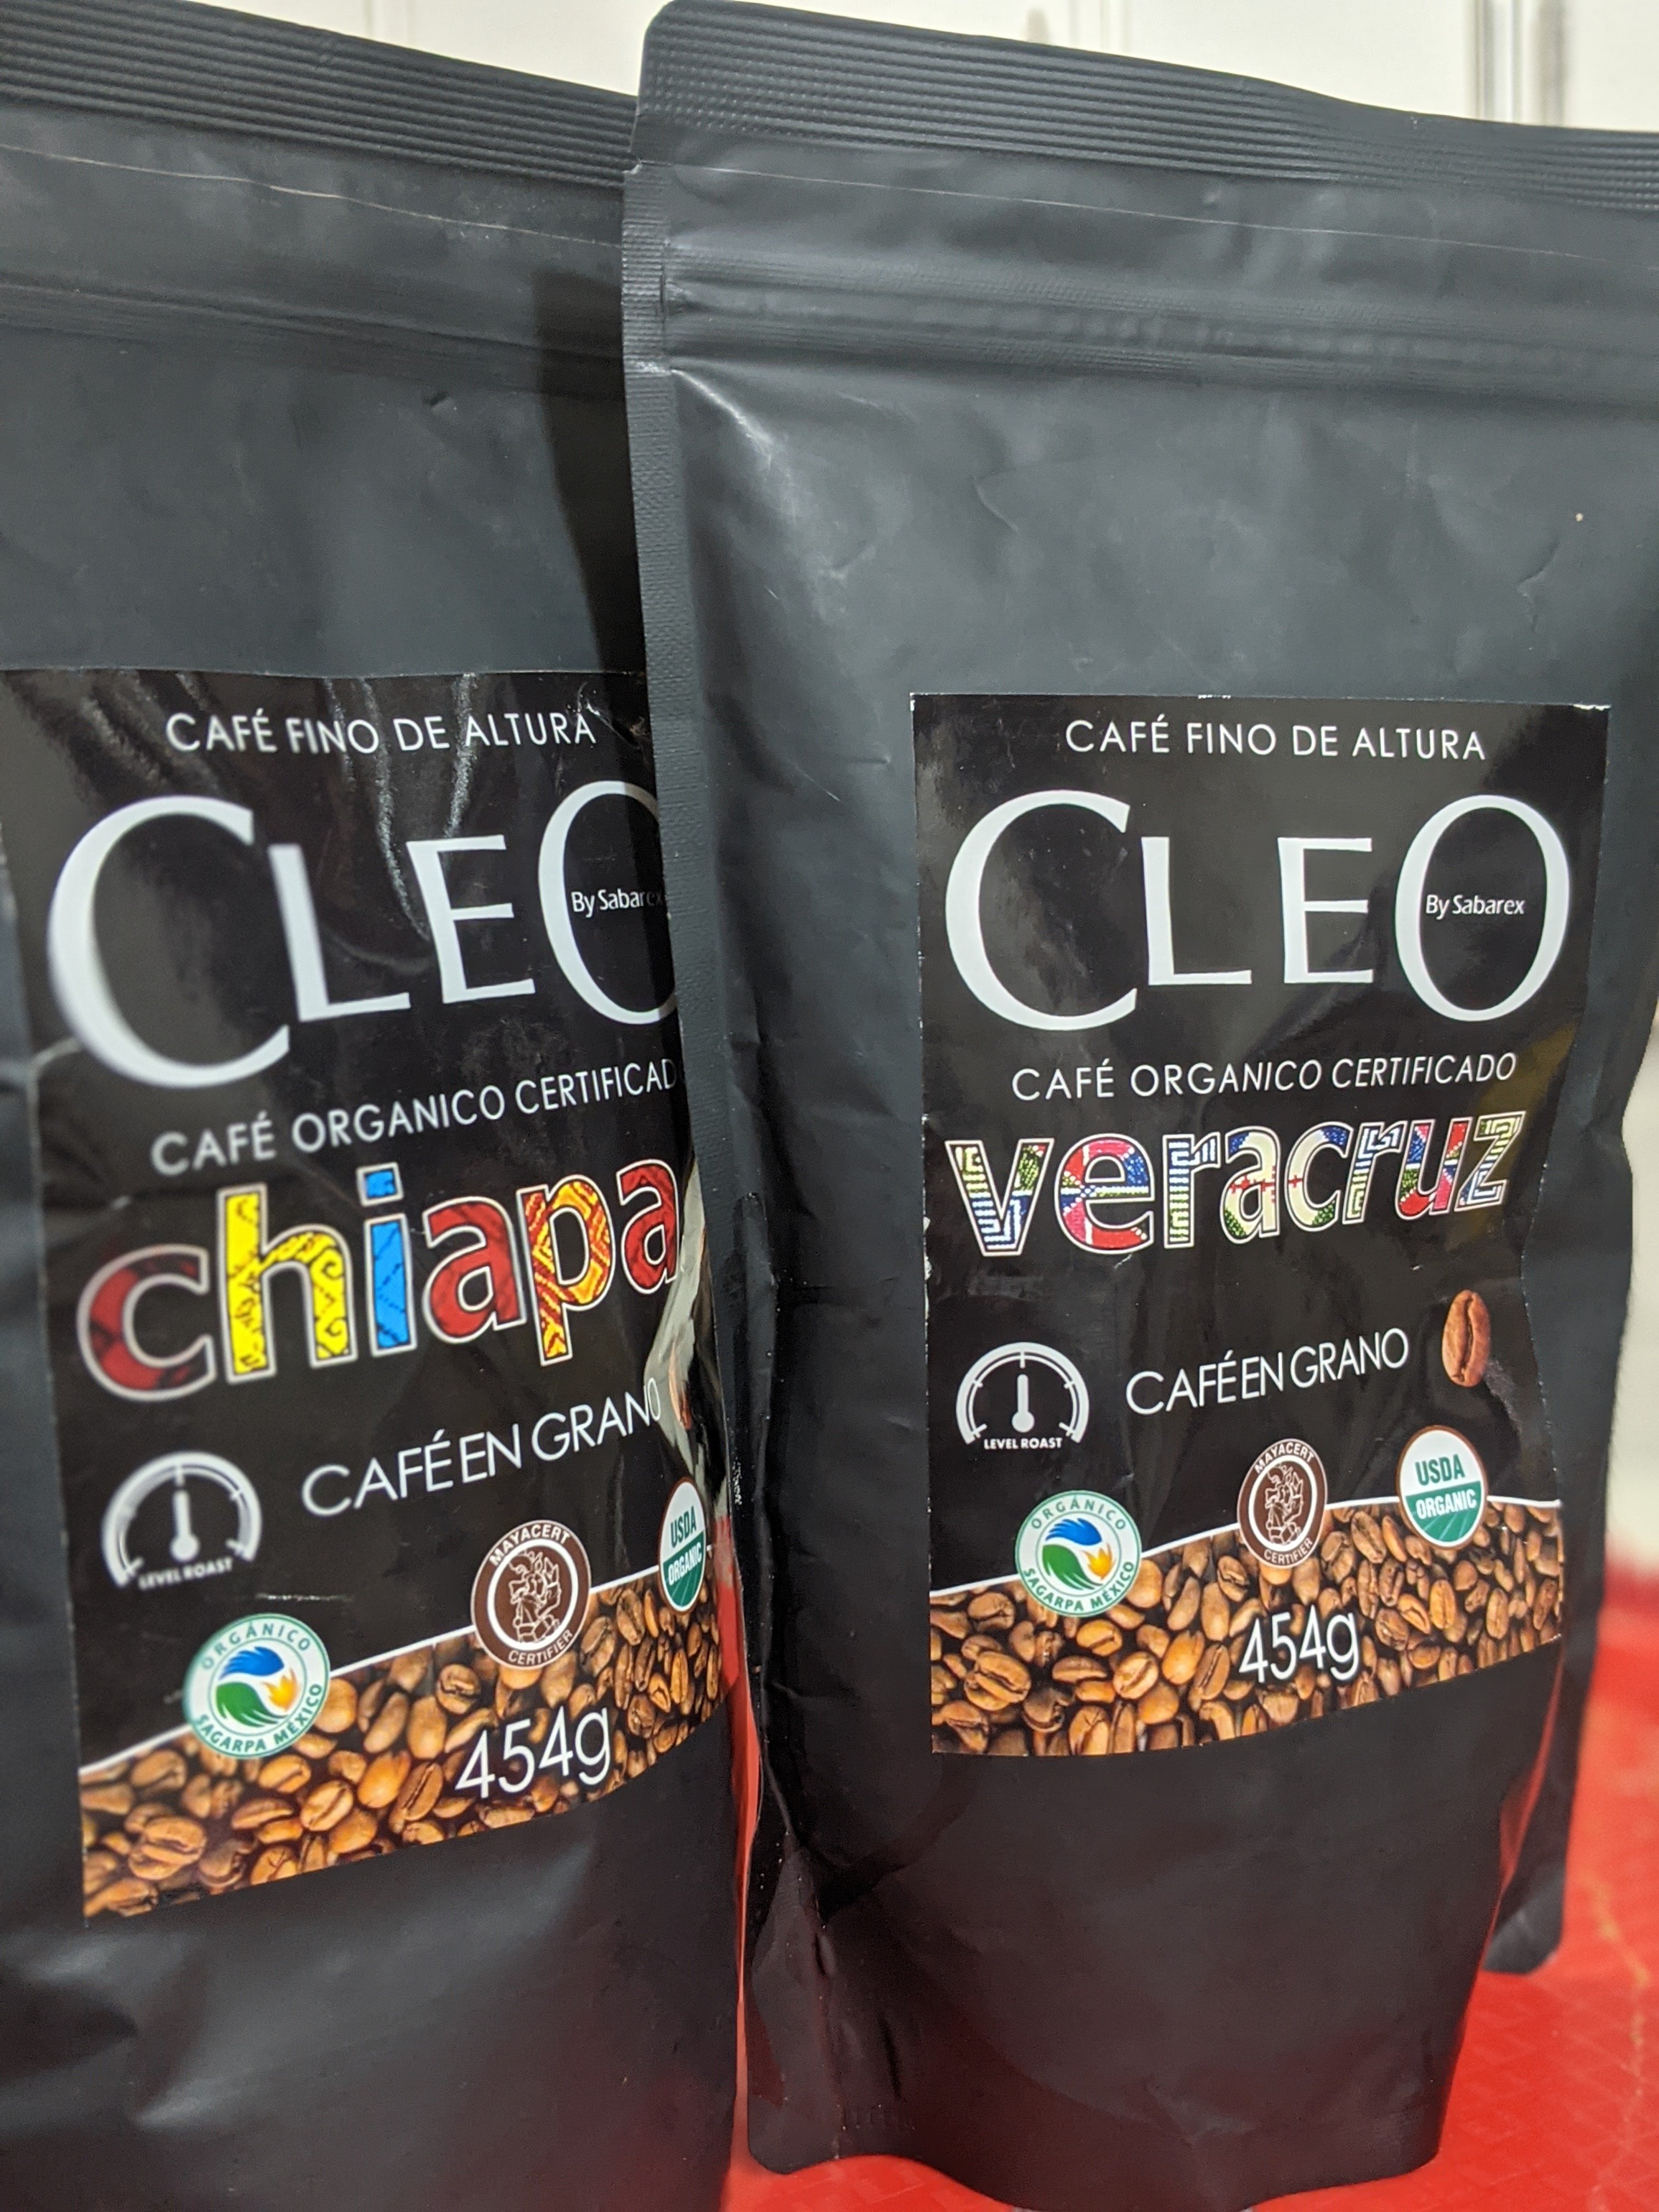 CAFÉ FINO DE ALTURA
CLEO
By Sabarex
CAFÉ ORGANICO CERTIFICAD
chiapa
CAFÉ EN GRANO
LEVEL ROAST
ORGÁNICO
SAGARPA MÉXICO
MAYACERT
CERTIFIER
USDA
ORGANIC
454g
CAFÉ FINO DE ALTURA
CLEO
By Sabarex
CAFÉ ORGANICO CERTIFICADO
veracruz
CAFÉ EN GRANO
LEVEL ROAST
ORGÁNICO
SAGARPA MÉXICO
MAYACERT
CERTIFIER
USDA
ORGANIC
454g